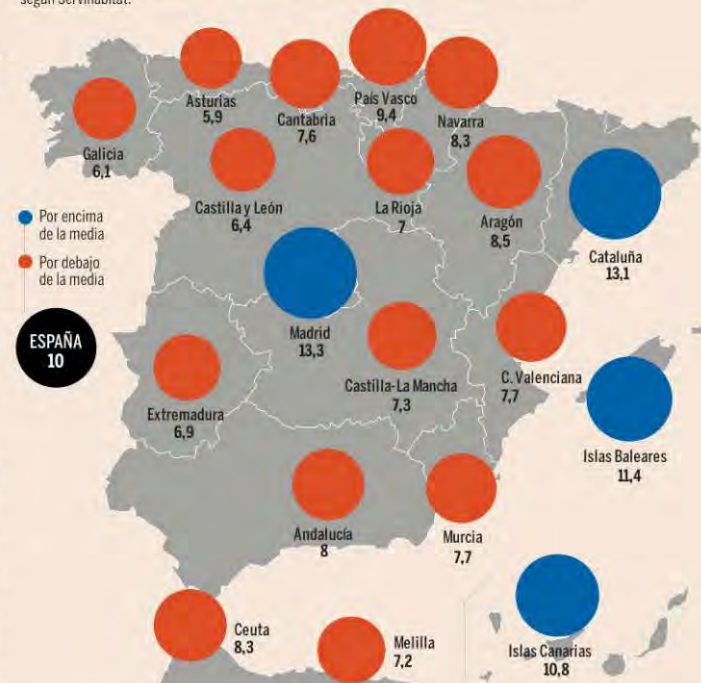 según Servihabitat.
Asturias
5,9
Cantabria
7,6
País Vasco
9,4
Navarra
8,3
Galicia
6,1
Castilla y León
6,4
La Rioja
7
Aragón
8,5
Cataluña
13,1
Por encima
de la media
Por debajo
de la media
ESPAÑA
10
Madrid
13,3
Castilla-La Mancha
7,3
C. Valenciana
7,7
Extremadura
6,9
Islas Baleares
11,4
Andalucía
8
Murcia
7,7
Ceuta
8,3
Melilla
7,2
Islas Canarias
10,8